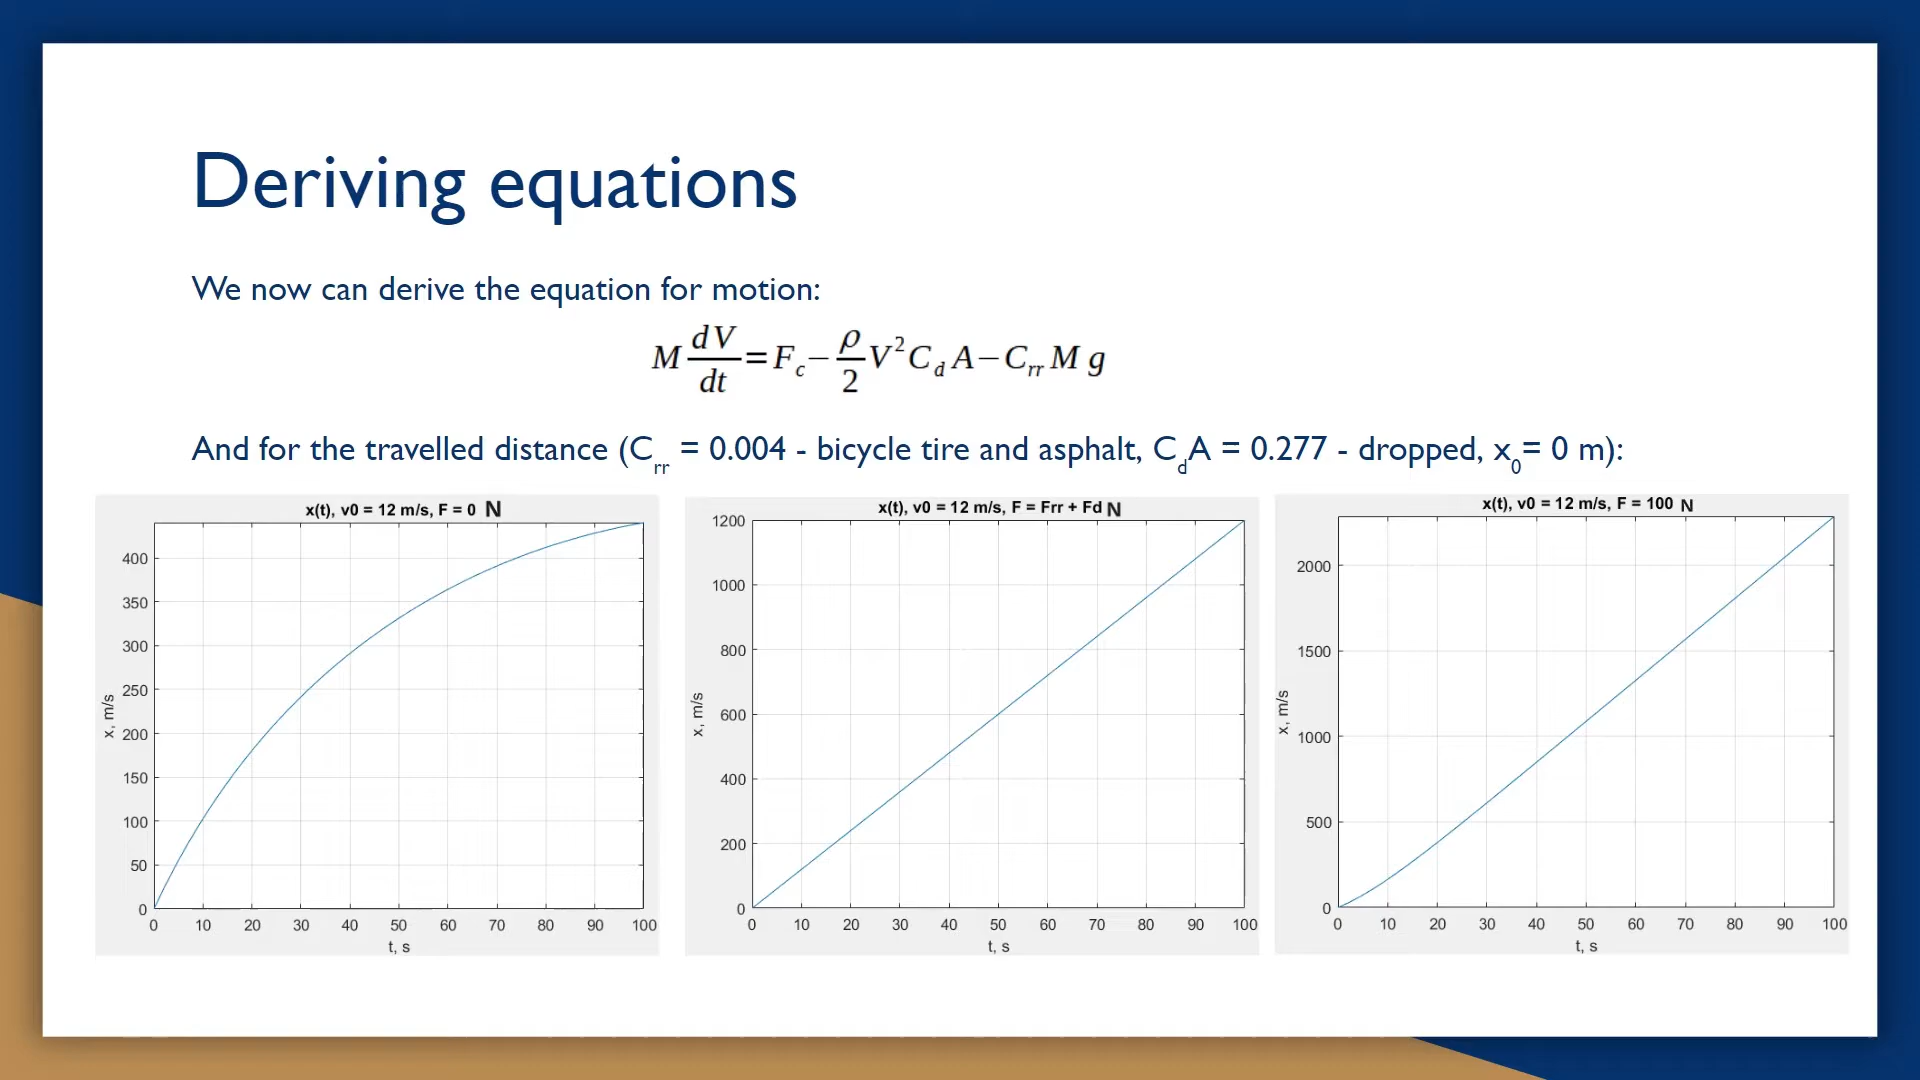 Deriving equations
We now can derive the equation for motion:
M dV/dt = F_c − ρ/2 V² C_d A − C_rr M g
And for the travelled distance (C_rr = 0.004 - bicycle tire and asphalt, C_dA = 0.277 - dropped, x_0= 0 m):
x(t), v0 = 12 m/s, F = 0 N
400
350
300
250
200
150
100
50
0
x, m/s
0 10 20 30 40 50 60 70 80 90 100
t, s
x(t), v0 = 12 m/s, F = Frr + Fd N
1200
1000
800
600
400
200
0
x, m/s
0 10 20 30 40 50 60 70 80 90 100
t, s
x(t), v0 = 12 m/s, F = 100 N
2000
1500
1000
500
0
x, m/s
0 10 20 30 40 50 60 70 80 90 100
t, s